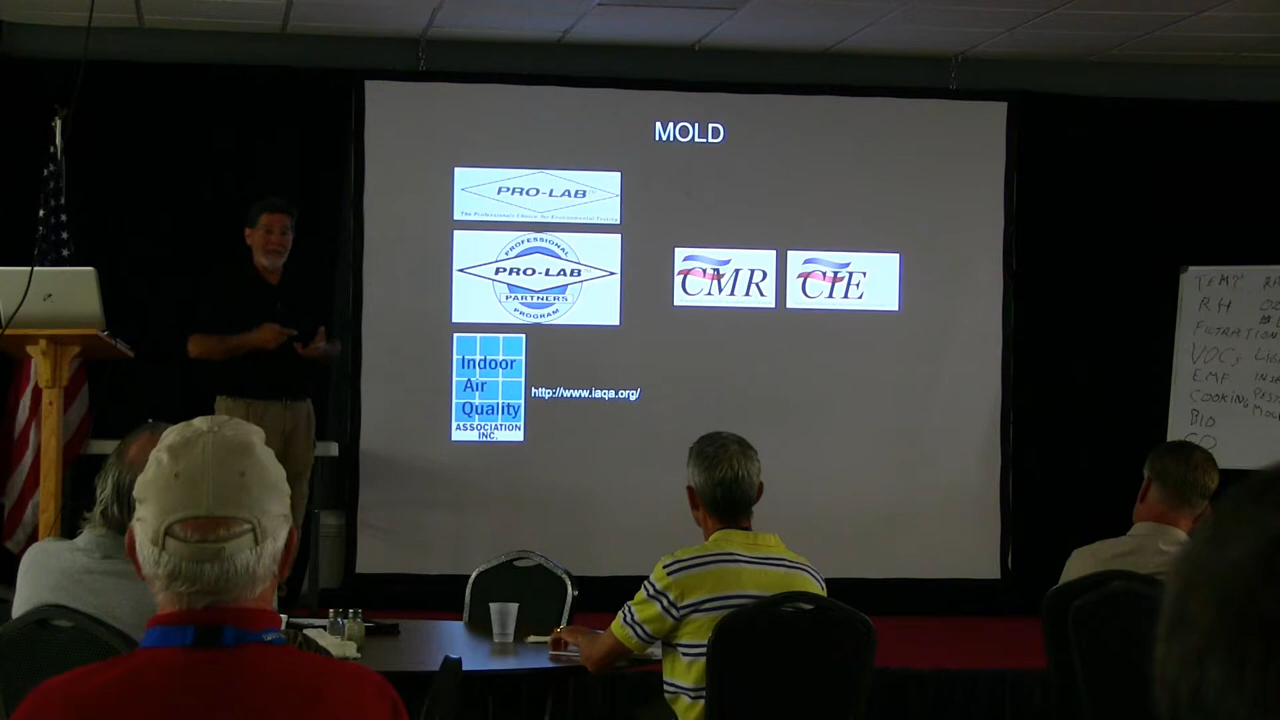 MOLD
PRO-LAB
The Professionals Choice for Environmental Testing
PROFESSIONAL
PRO-LAB
PARTNERS
PROGRAM
CMR
CIE
Indoor
Air
Quality
ASSOCIATION
INC.
http://www.iaqa.org/
TEMP
RH
FILTRATION
VOCs
EMF
COOKING
BIO
CO